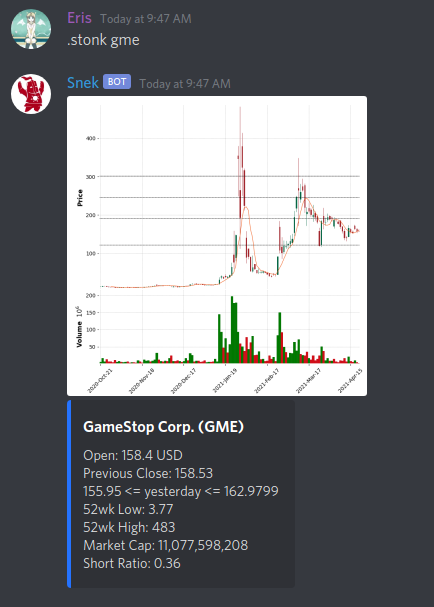 Eris Today at 9:47 AM
.stonk gme
Snek BOT Today at 9:47 AM
400
300
Price
200
100
200
150
Volume 10^6
100
50
2020-Oct-21
2020-Nov-18
2020-Dec-17
2021-Jan-19
2021-Feb-17
2021-Mar-17
2021-Apr-15
GameStop Corp. (GME)
Open: 158.4 USD
Previous Close: 158.53
155.95 <= yesterday <= 162.9799
52wk Low: 3.77
52wk High: 483
Market Cap: 11,077,598,208
Short Ratio: 0.36